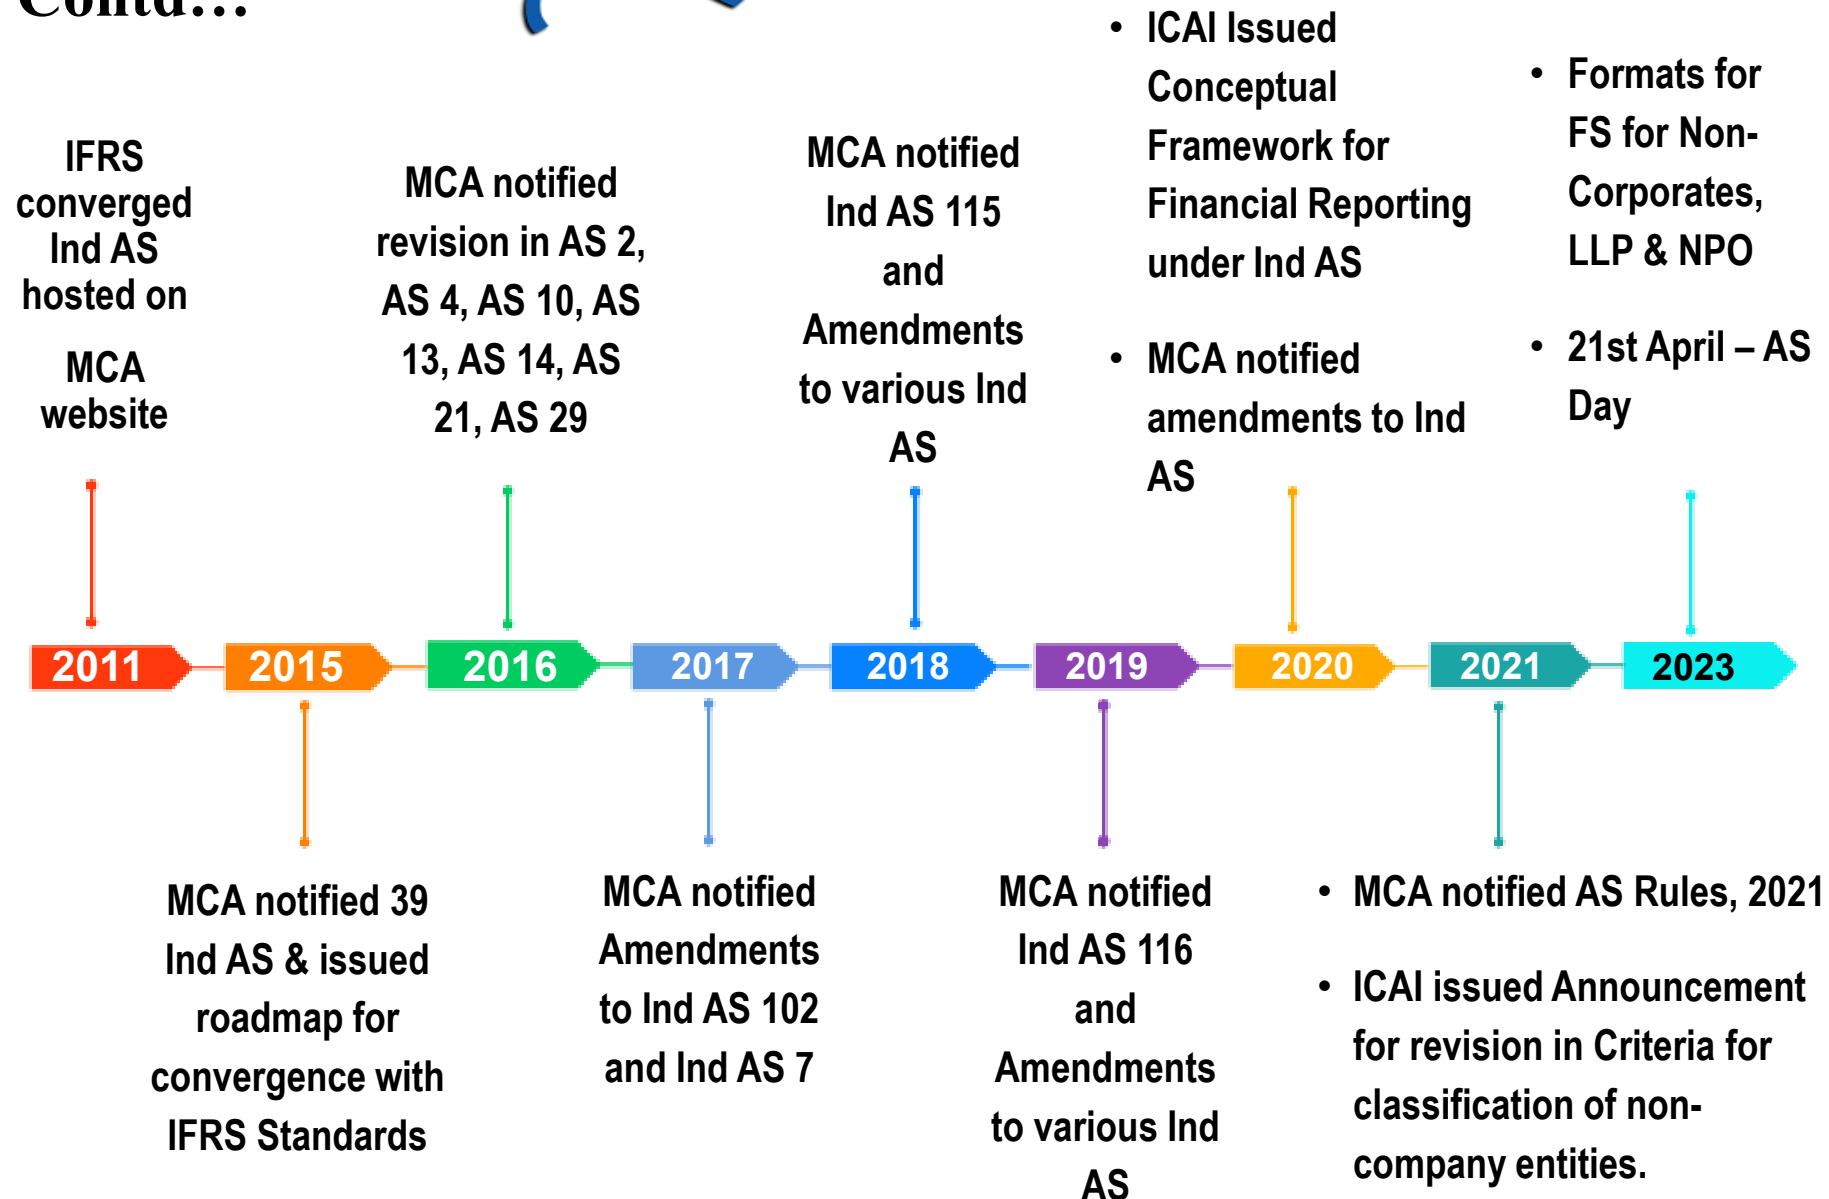 Contd…
IFRS
converged
Ind AS
hosted on
MCA
website
MCA notified
revision in AS 2,
AS 4, AS 10, AS
13, AS 14, AS
21, AS 29
MCA notified
Ind AS 115
and
Amendments
to various Ind
AS
• ICAI Issued
Conceptual
Framework for
Financial Reporting
under Ind AS
• MCA notified
amendments to Ind
AS
• Formats for
FS for Non-
Corporates,
LLP & NPO
• 21st April – AS
Day
2011
2015
2016
2017
2018
2019
2020
2021
2023
MCA notified 39
Ind AS & issued
roadmap for
convergence with
IFRS Standards
MCA notified
Amendments
to Ind AS 102
and Ind AS 7
MCA notified
Ind AS 116
and
Amendments
to various Ind
AS
• MCA notified AS Rules, 2021
• ICAI issued Announcement
for revision in Criteria for
classification of non-
company entities.